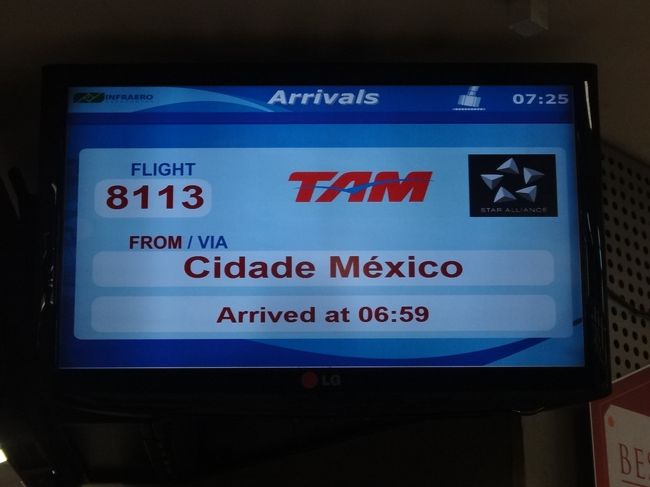 INFRAERO Arrivals 07:25
FLIGHT
8113
TAM
STAR ALLIANCE
FROM / VIA
Cidade México
Arrived at 06:59
LG